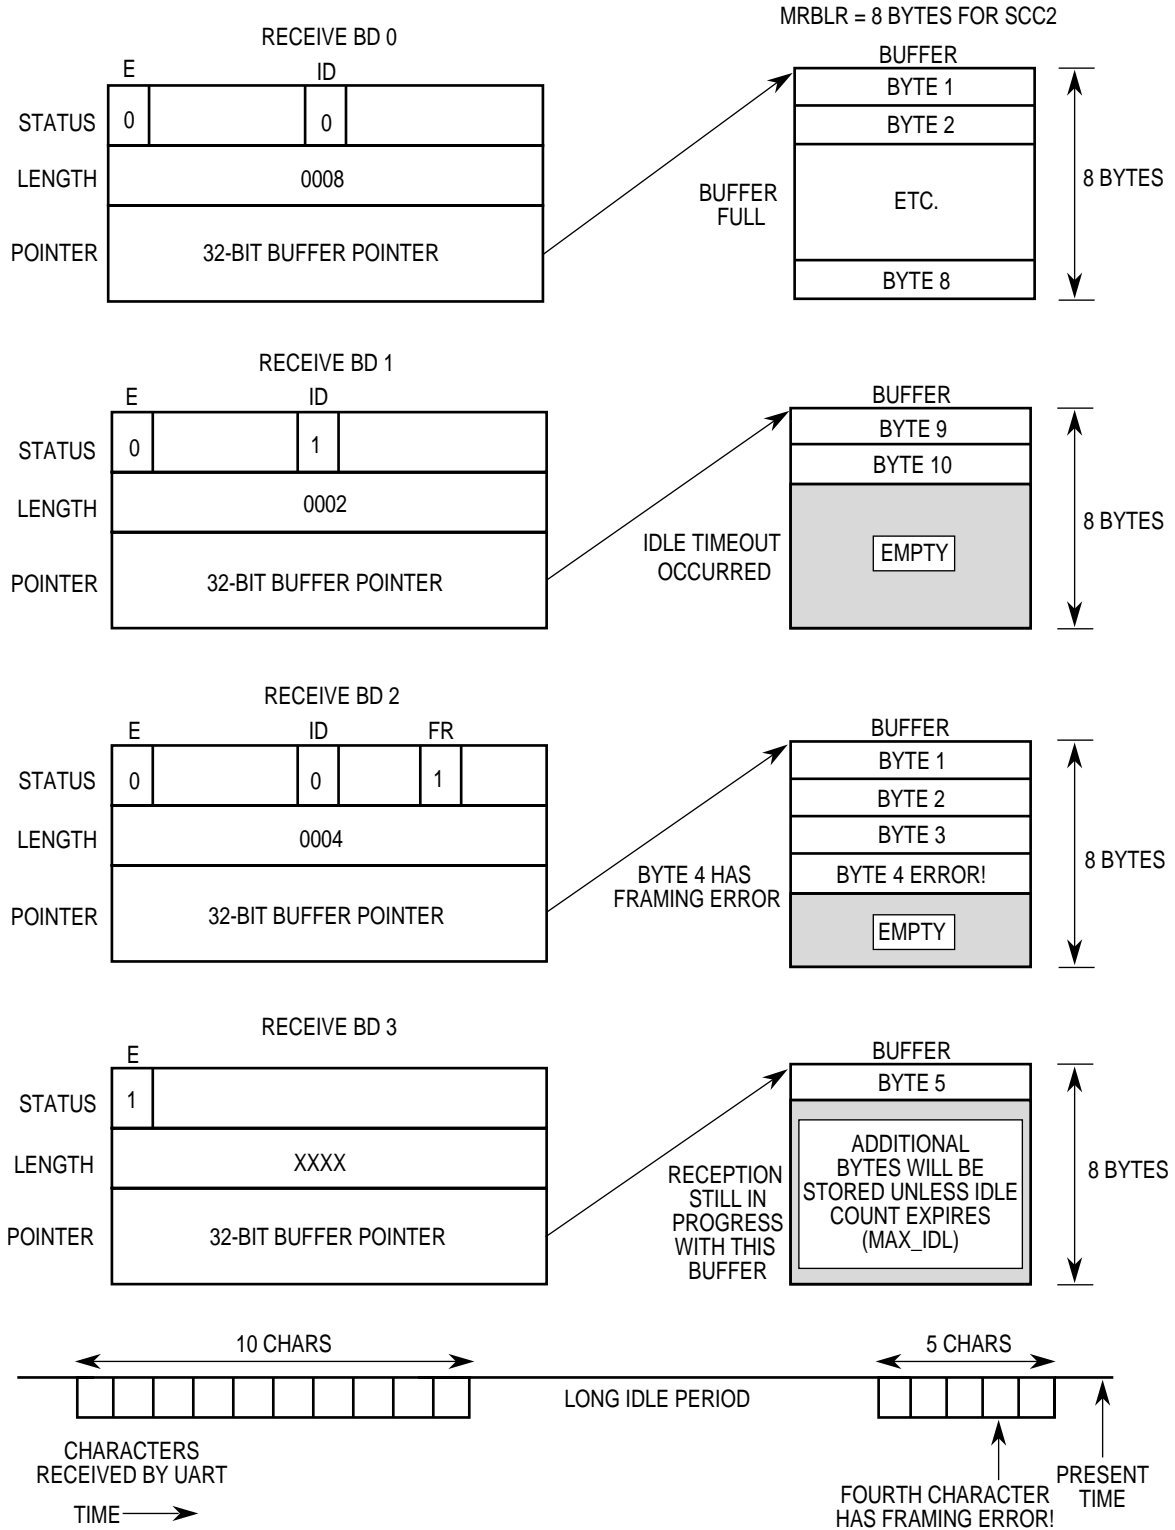 MRBLR = 8 BYTES FOR SCC2
RECEIVE BD 0
BUFFER
E
ID
BYTE 1
STATUS
0
0
BYTE 2
LENGTH
0008
BUFFER
FULL
ETC.
8 BYTES
POINTER
32-BIT BUFFER POINTER
BYTE 8
RECEIVE BD 1
BUFFER
E
ID
BYTE 9
STATUS
0
1
BYTE 10
LENGTH
0002
8 BYTES
IDLE TIMEOUT
OCCURRED
EMPTY
POINTER
32-BIT BUFFER POINTER
RECEIVE BD 2
BUFFER
E
ID
FR
BYTE 1
STATUS
0
0
1
BYTE 2
LENGTH
0004
BYTE 3
BYTE 4 HAS
FRAMING ERROR
BYTE 4 ERROR!
8 BYTES
POINTER
32-BIT BUFFER POINTER
EMPTY
RECEIVE BD 3
BUFFER
E
BYTE 5
STATUS
1
LENGTH
XXXX
RECEPTION
STILL IN
PROGRESS
WITH THIS
BUFFER
ADDITIONAL
BYTES WILL BE
STORED UNLESS IDLE
COUNT EXPIRES
(MAX_IDL)
8 BYTES
POINTER
32-BIT BUFFER POINTER
10 CHARS
5 CHARS
LONG IDLE PERIOD
CHARACTERS
RECEIVED BY UART
TIME
FOURTH CHARACTER
HAS FRAMING ERROR!
PRESENT
TIME